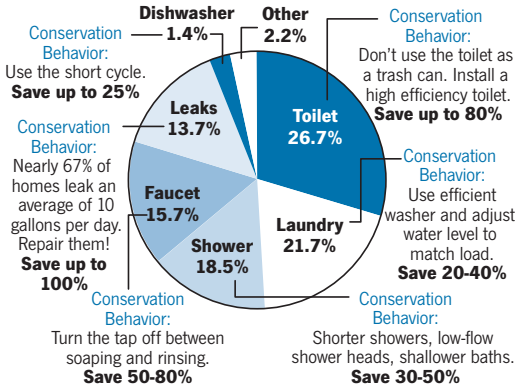 Dishwasher
1.4%
Other
2.2%
Conservation
Behavior:
Use the short cycle.
Save up to 25%
Conservation
Behavior:
Don't use the toilet as
a trash can. Install a
high efficiency toilet.
Save up to 80%
Toilet
26.7%
Leaks
13.7%
Conservation
Behavior:
Nearly 67% of
homes leak an
average of 10
gallons per day.
Repair them!
Save up to
100%
Conservation
Behavior:
Use efficient
washer and adjust
water level to
match load.
Save 20-40%
Faucet
15.7%
Laundry
21.7%
Shower
18.5%
Conservation
Behavior:
Turn the tap off between
soaping and rinsing.
Save 50-80%
Conservation
Behavior:
Shorter showers, low-flow
shower heads, shallower baths.
Save 30-50%